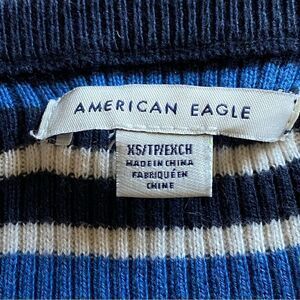 AMERICAN EAGLE
XS/TP/EXCH
MADE IN CHINA
FABRIQUÉ EN
CHINE